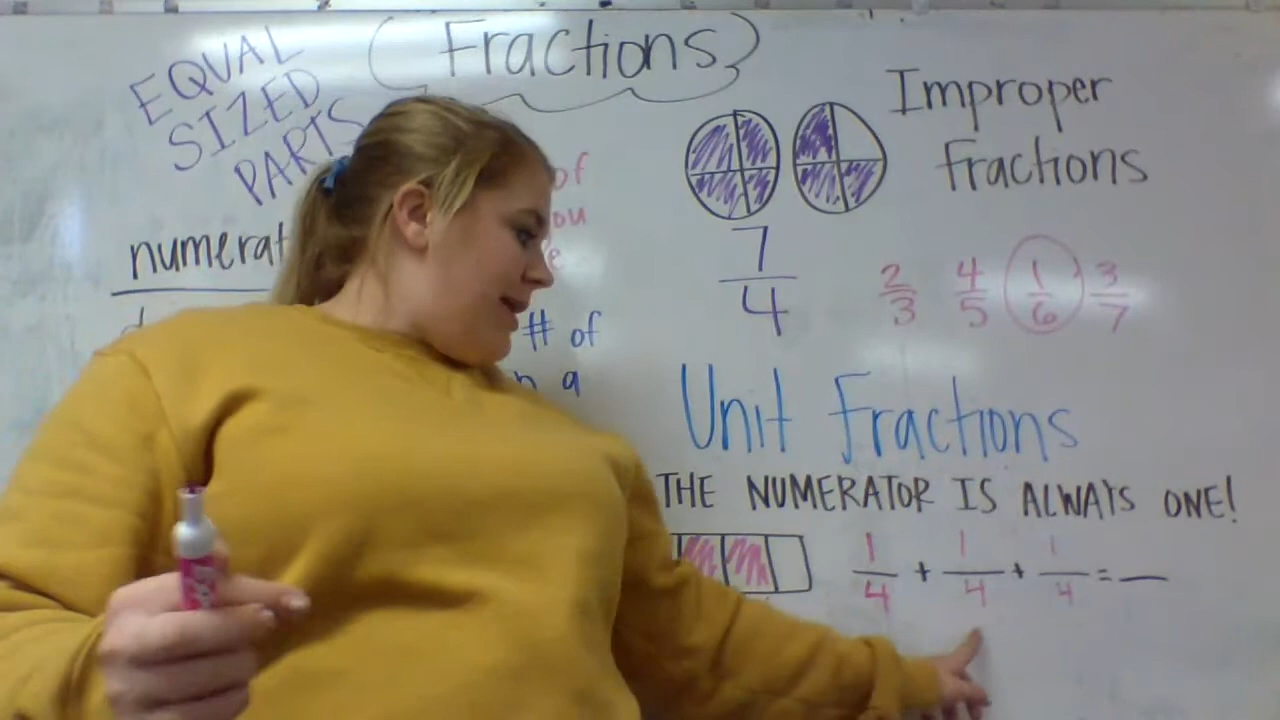 (Fractions)
EQUAL
SIZED
PARTS
of
ou
e
numerat
d
# of
n a
Improper
fractions
7/4
2/3 4/5 1/6 3/7
Unit Fractions
THE NUMERATOR IS ALWAYS ONE!
1/4 + 1/4 + 1/4 = __